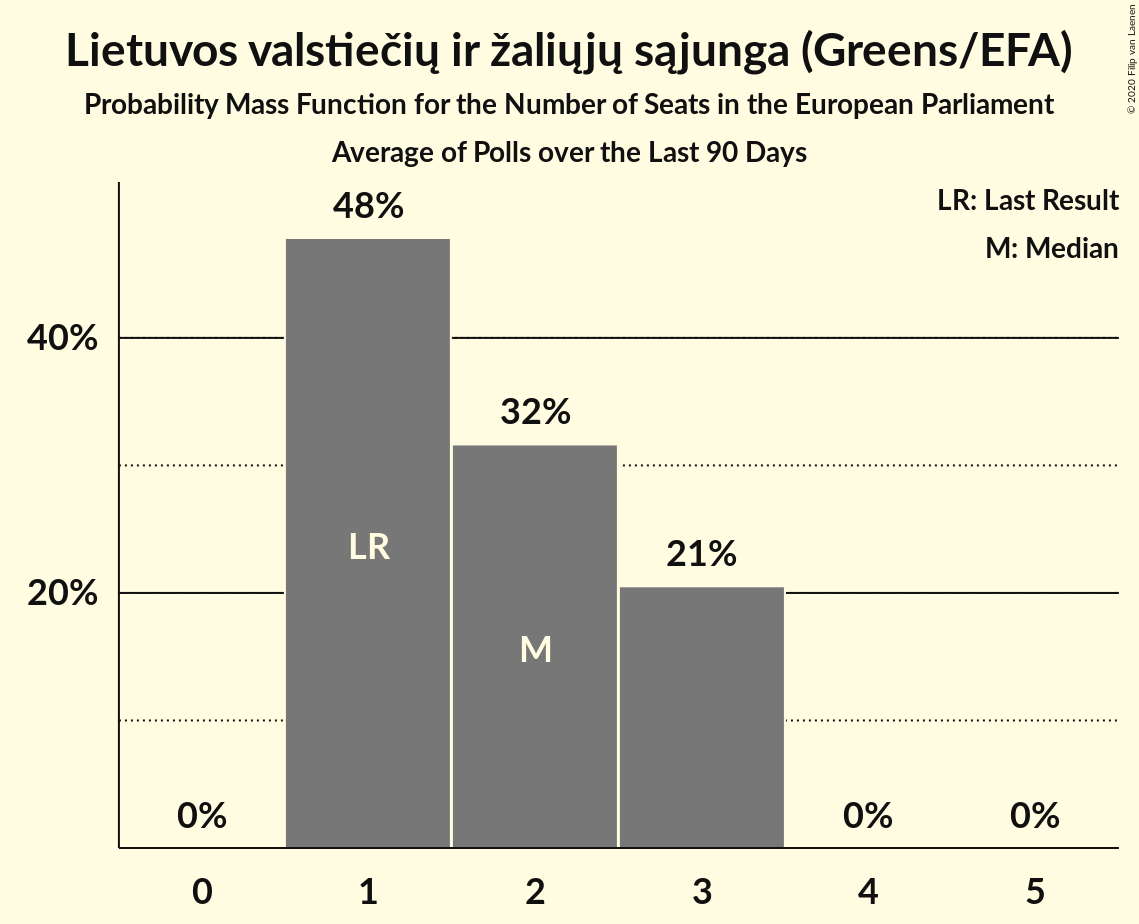 Lietuvos valstiečių ir žaliųjų sąjunga (Greens/EFA)
Probability Mass Function for the Number of Seats in the European Parliament
Average of Polls over the Last 90 Days
© 2020 Filip van Laenen
LR: Last Result
M: Median
48%
40%
32%
LR
21%
20%
M
0%
0%
0%
0 1 2 3 4 5